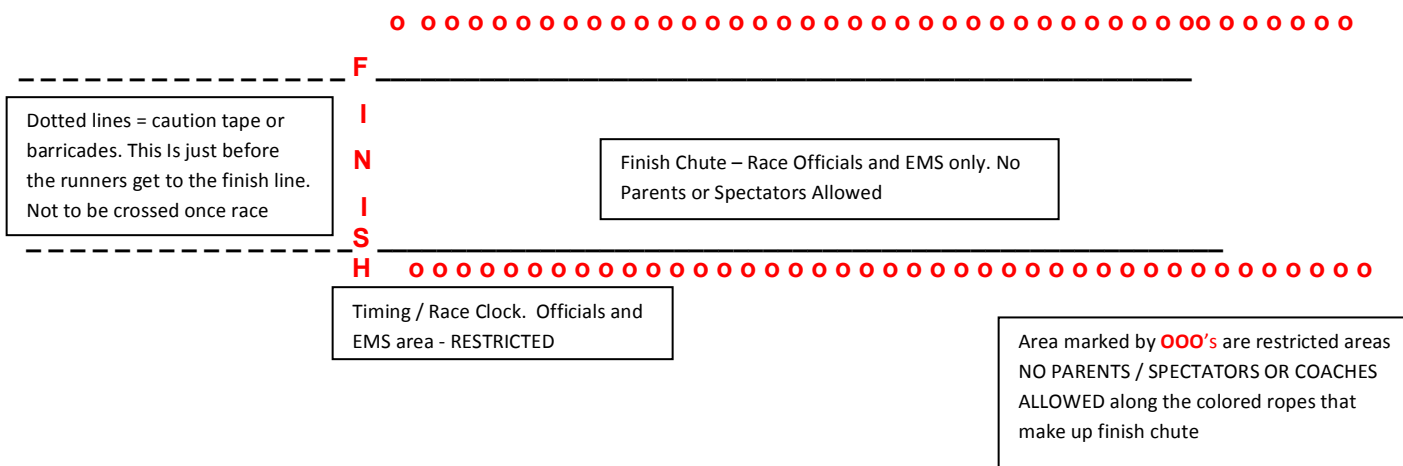 o o o o o o o o o o o o o o o o o o o o o o o o o o o o o o o o o o o o o o oo o o o o o o o
F
I
N
I
S
H
Dotted lines = caution tape or
barricades. This Is just before
the runners get to the finish line.
Not to be crossed once race
Finish Chute – Race Officials and EMS only. No
Parents or Spectators Allowed
o o o o o o o o o o o o o o o o o o o o o o o o o o o o o o o o o o o o o o o o o o o o o o o o
Timing / Race Clock. Officials and
EMS area - RESTRICTED
Area marked by OOO's are restricted areas
NO PARENTS / SPECTATORS OR COACHES
ALLOWED along the colored ropes that
make up finish chute